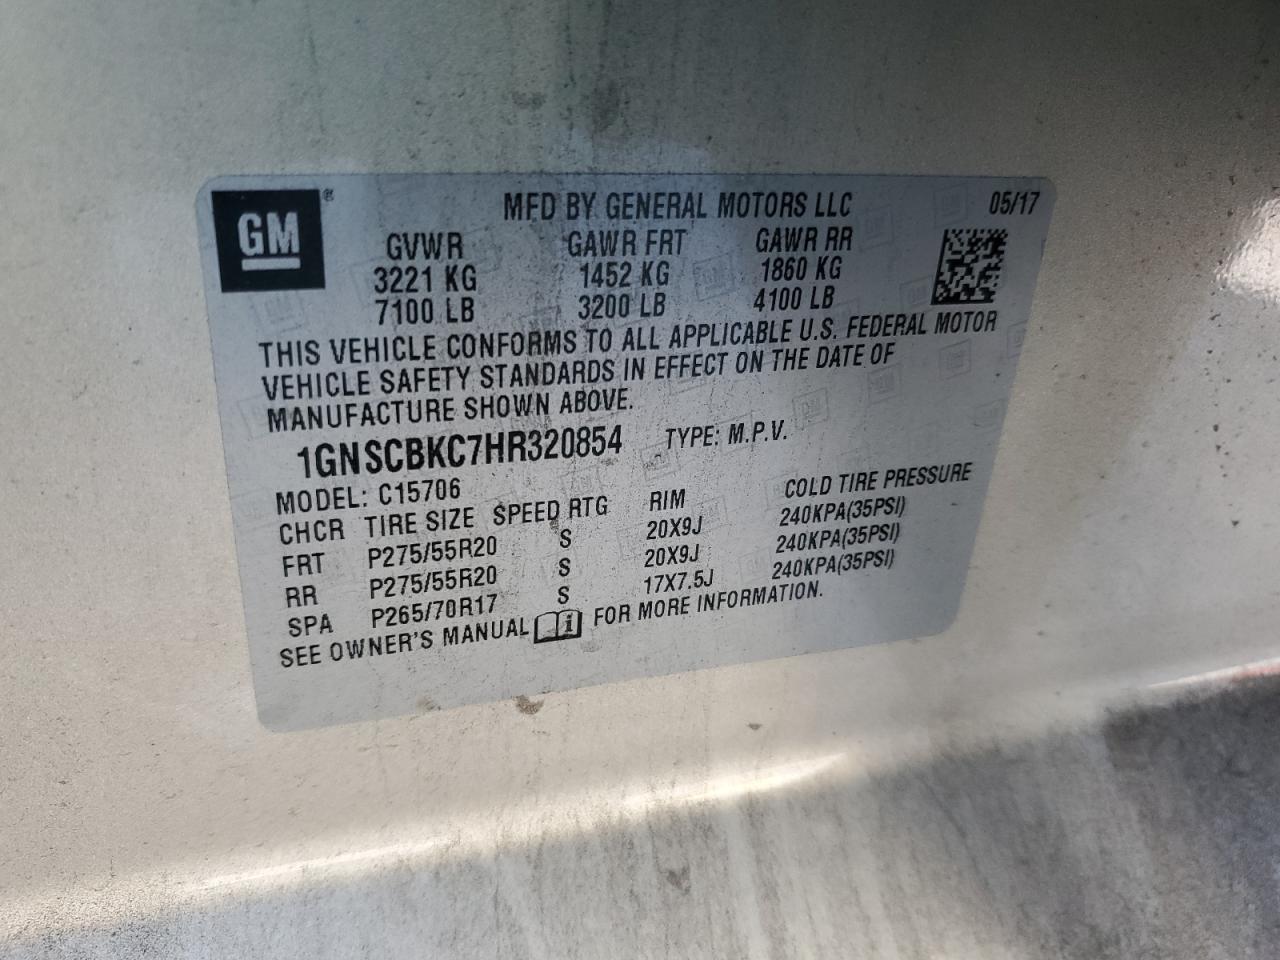 GM ® MFD BY GENERAL MOTORS LLC 05/17
GVWR GAWR FRT GAWR RR
3221 KG 1452 KG 1860 KG
7100 LB 3200 LB 4100 LB
THIS VEHICLE CONFORMS TO ALL APPLICABLE U.S. FEDERAL MOTOR
VEHICLE SAFETY STANDARDS IN EFFECT ON THE DATE OF
MANUFACTURE SHOWN ABOVE.
1GNSCBKC7HR320854 TYPE: M.P.V.
MODEL: C15706
CHCR TIRE SIZE SPEED RTG RIM COLD TIRE PRESSURE
FRT P275/55R20 S 20X9J 240KPA(35PSI)
RR P275/55R20 S 20X9J 240KPA(35PSI)
SPA P265/70R17 S 17X7.5J 240KPA(35PSI)
SEE OWNER'S MANUAL i FOR MORE INFORMATION.